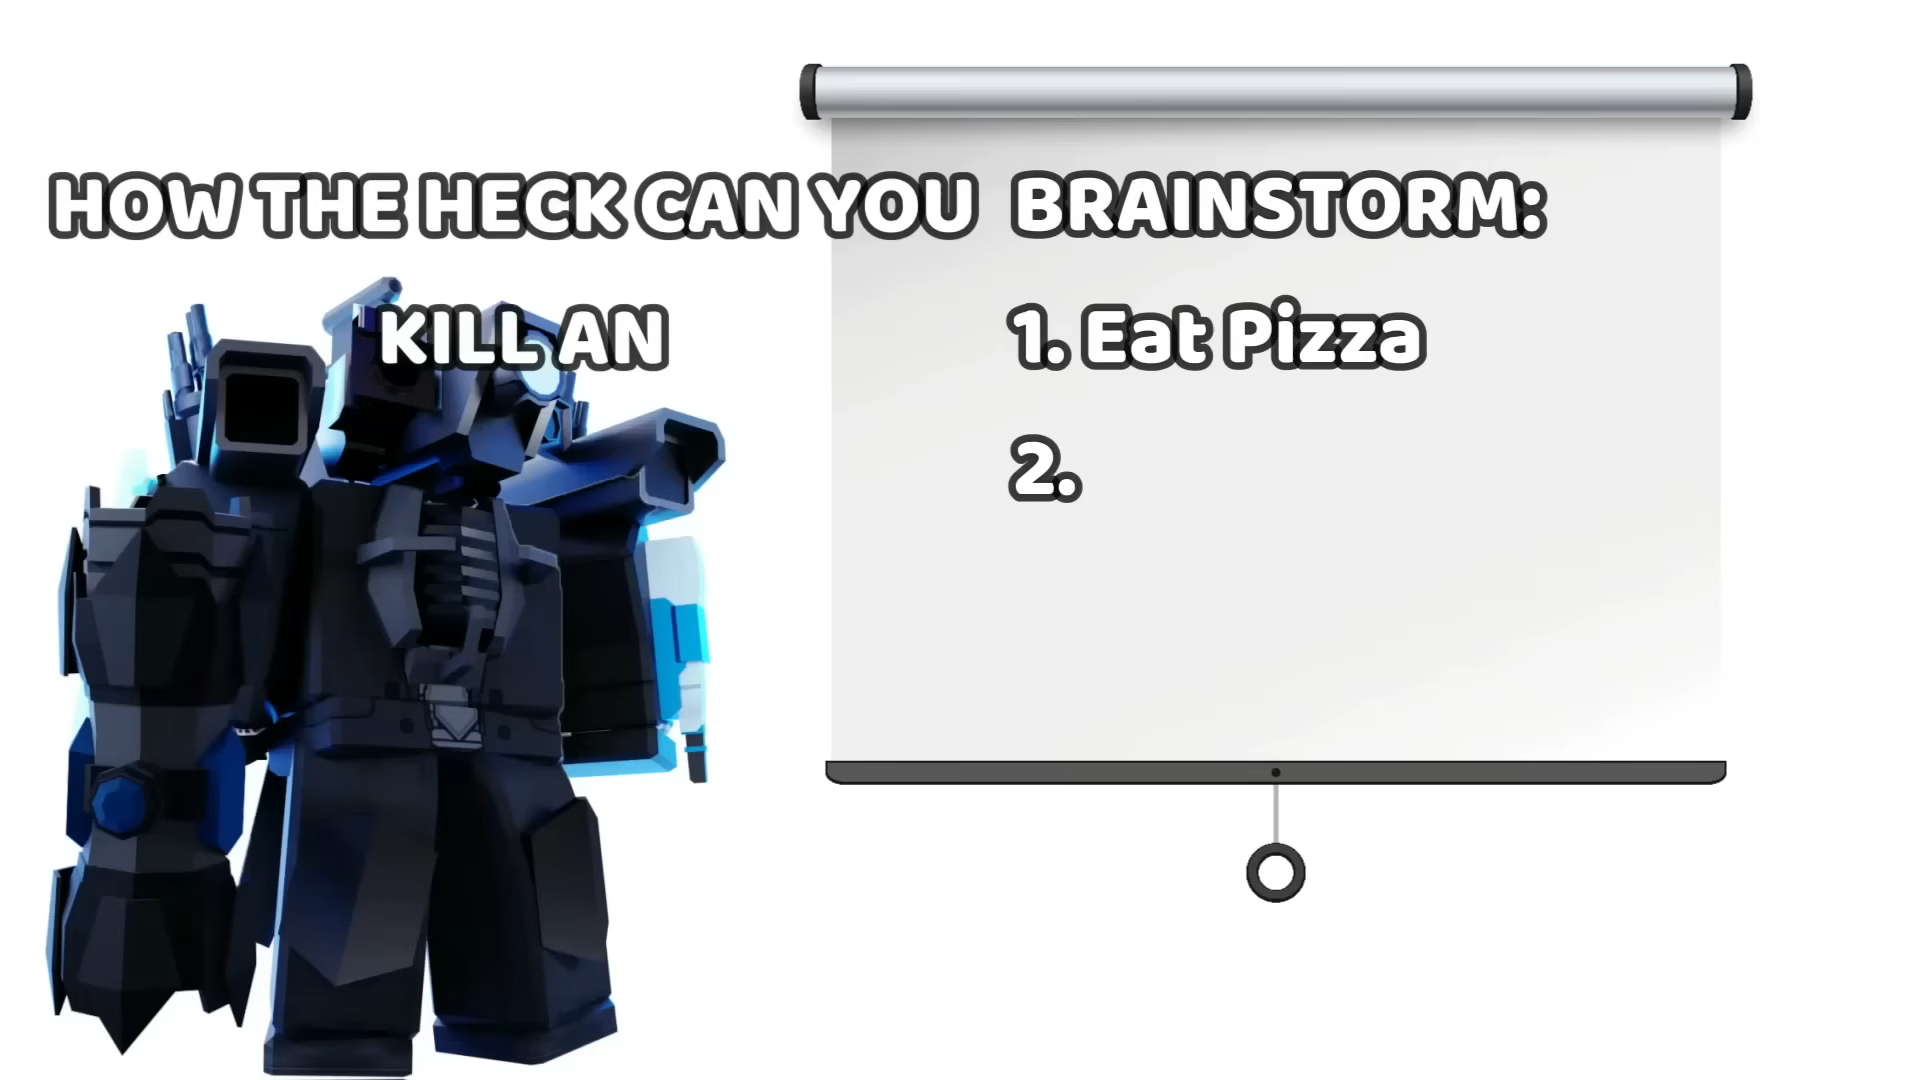 HOW THE HECK CAN YOU
KILL AN
BRAINSTORM:
1. Eat Pizza
2.